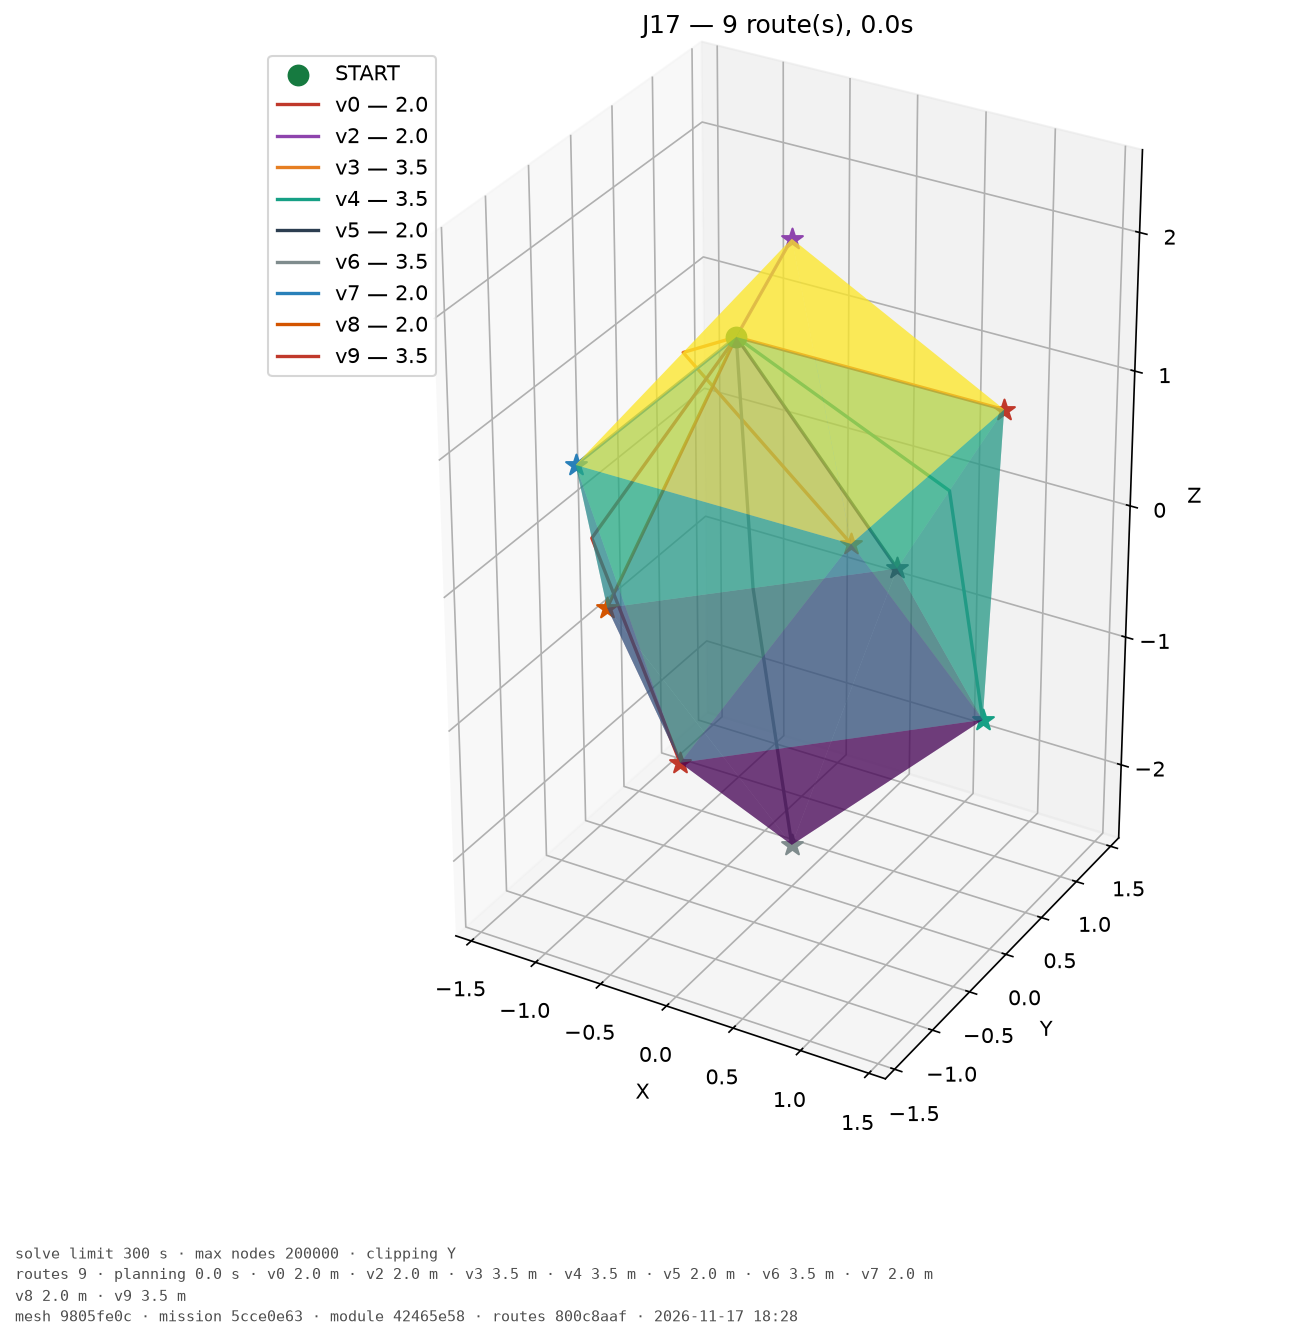 J17 — 9 route(s), 0.0s
START
v0 — 2.0
v2 — 2.0
v3 — 3.5
v4 — 3.5
v5 — 2.0
v6 — 3.5
v7 — 2.0
v8 — 2.0
v9 — 3.5
2
1
0
Z
−1
−2
−1.5
−1.0
−0.5
0.0
0.5
1.0
1.5
X
1.5
1.0
0.5
0.0
−0.5
Y
−1.0
−1.5
solve limit 300 s · max nodes 200000 · clipping Y
routes 9 · planning 0.0 s · v0 2.0 m · v2 2.0 m · v3 3.5 m · v4 3.5 m · v5 2.0 m · v6 3.5 m · v7 2.0 m
v8 2.0 m · v9 3.5 m
mesh 9805fe0c · mission 5cce0e63 · module 42465e58 · routes 800c8aaf · 2026-11-17 18:28